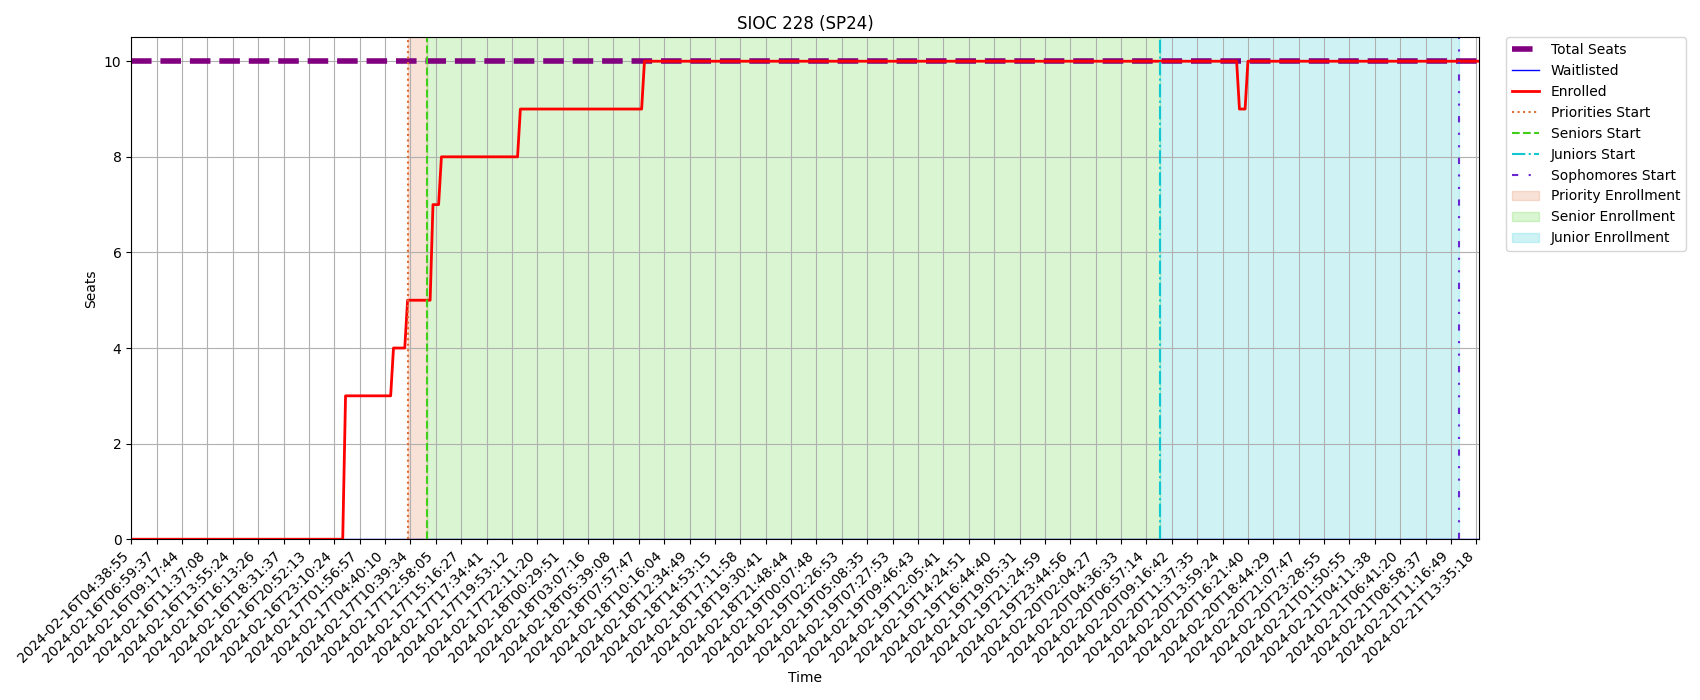 SIOC 228 (SP24)
10
8
6
4
2
0
Seats
2024-02-16T04:38:55
2024-02-16T06:59:37
2024-02-16T09:17:44
2024-02-16T11:37:08
2024-02-16T13:55:24
2024-02-16T16:13:26
2024-02-16T18:31:37
2024-02-16T20:52:13
2024-02-16T23:10:24
2024-02-17T01:56:57
2024-02-17T04:40:10
2024-02-17T10:39:34
2024-02-17T12:58:05
2024-02-17T15:16:27
2024-02-17T17:34:41
2024-02-17T19:53:12
2024-02-17T22:11:20
2024-02-18T00:29:51
2024-02-18T03:07:16
2024-02-18T05:39:08
2024-02-18T07:57:47
2024-02-18T10:16:04
2024-02-18T12:34:49
2024-02-18T14:53:15
2024-02-18T17:11:58
2024-02-18T19:30:41
2024-02-18T21:48:44
2024-02-19T00:07:48
2024-02-19T02:26:53
2024-02-19T05:08:35
2024-02-19T07:27:53
2024-02-19T09:46:43
2024-02-19T12:05:41
2024-02-19T14:24:51
2024-02-19T16:44:40
2024-02-19T19:05:31
2024-02-19T21:24:59
2024-02-19T23:44:56
2024-02-20T02:04:27
2024-02-20T04:36:33
2024-02-20T06:57:14
2024-02-20T09:16:42
2024-02-20T11:37:35
2024-02-20T13:59:24
2024-02-20T16:21:40
2024-02-20T18:44:29
2024-02-20T21:07:47
2024-02-20T23:28:55
2024-02-21T01:50:55
2024-02-21T04:11:38
2024-02-21T06:41:20
2024-02-21T08:58:37
2024-02-21T11:16:49
2024-02-21T13:35:18
Time
Total Seats
Waitlisted
Enrolled
Priorities Start
Seniors Start
Juniors Start
Sophomores Start
Priority Enrollment
Senior Enrollment
Junior Enrollment